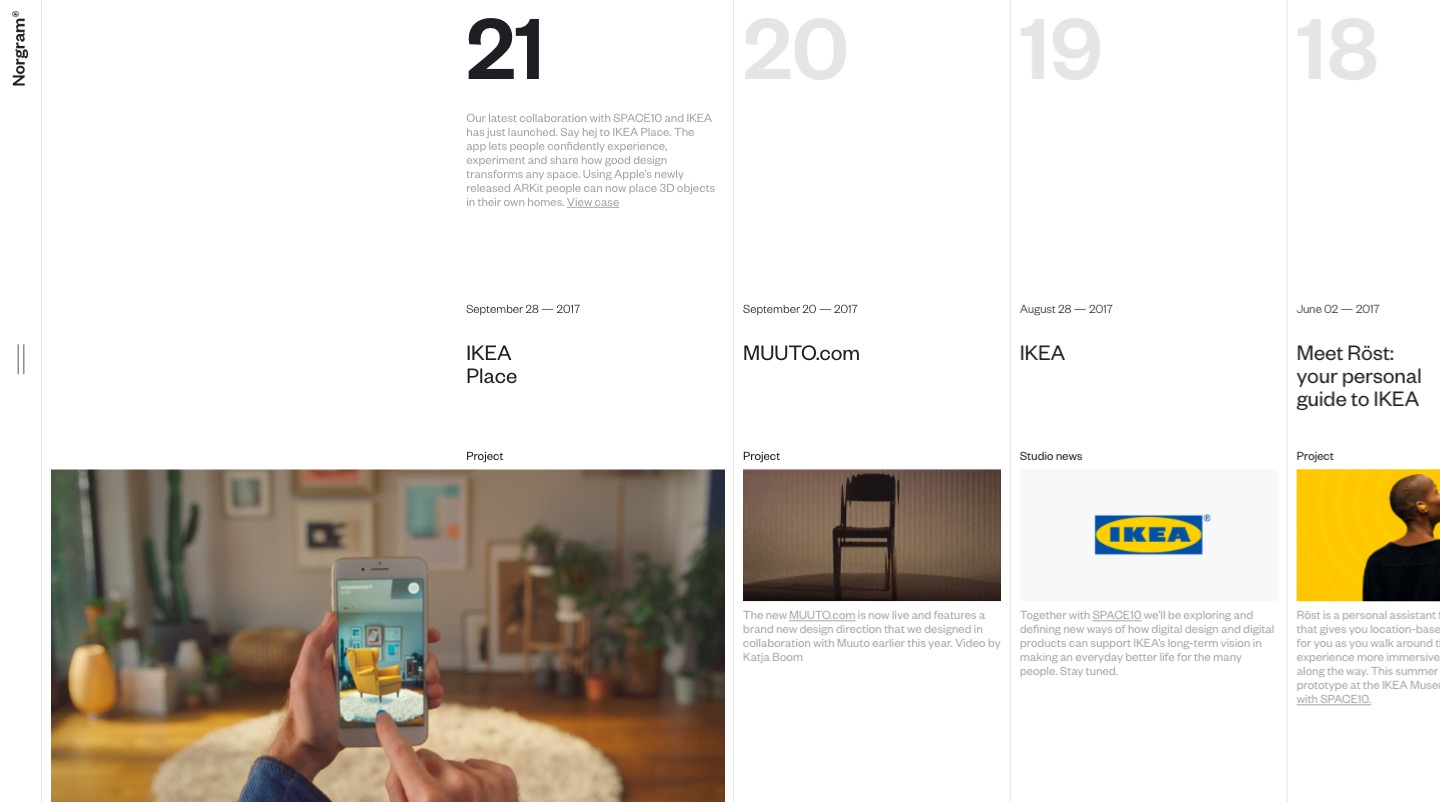 Norgram®
21
Our latest collaboration with SPACE10 and IKEA
has just launched. Say hej to IKEA Place. The
app lets people confidently experience,
experiment and share how good design
transforms any space. Using Apple's newly
released ARKit people can now place 3D objects
in their own homes. View case
September 28 — 2017
IKEA
Place
Project
20
September 20 — 2017
MUUTO.com
Project
The new MUUTO.com is now live and features a
brand new design direction that we designed in
collaboration with Muuto earlier this year. Video by
Katja Boom
19
August 28 — 2017
IKEA
Studio news
IKEA®
Together with SPACE10 we'll be exploring and
defining new ways of how digital design and digital
products can support IKEA's long-term vision in
making an everyday better life for the many
people. Stay tuned.
18
June 02 — 2017
Meet Röst:
your personal
guide to IKEA
Project
Röst is a personal assistant
that gives you location-base
for you as you walk around
experience more immersive
along the way. This summer
prototype at the IKEA
with SPACE10.